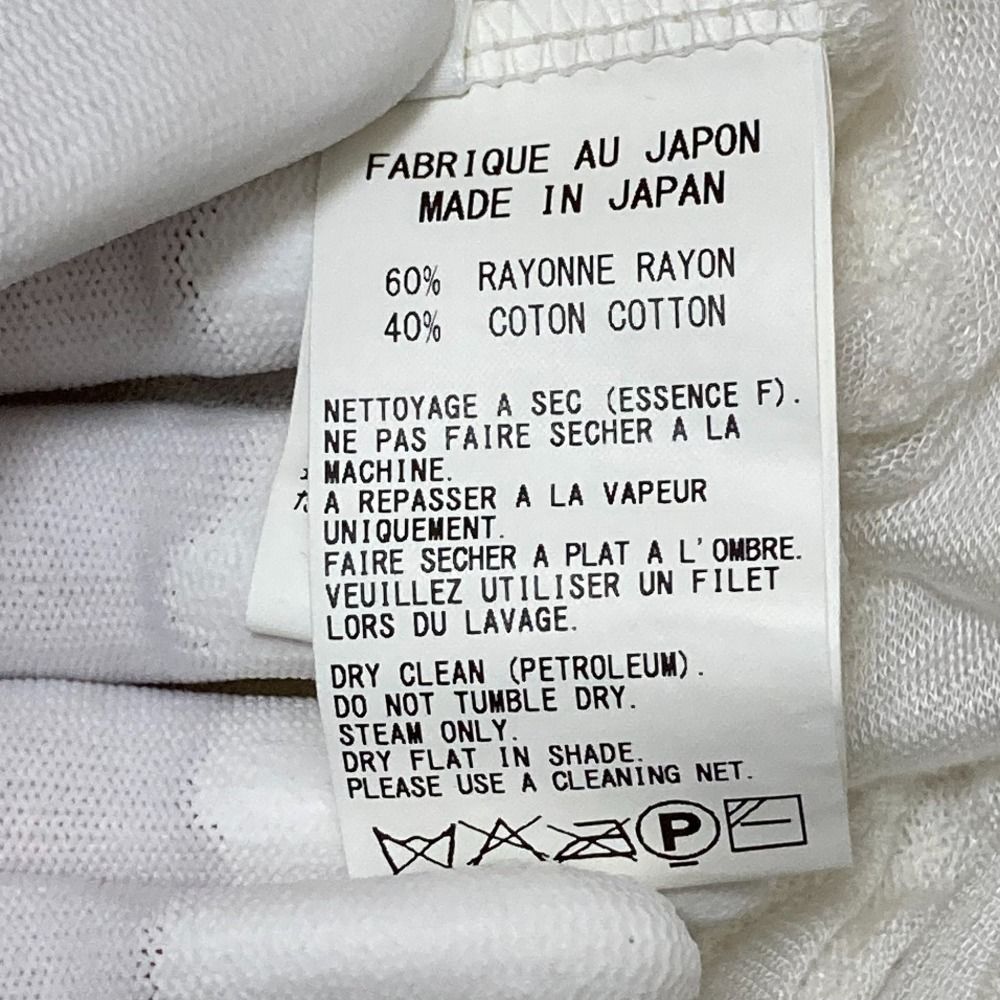 FABRIQUE AU JAPON
MADE IN JAPAN
60% RAYONNE RAYON
40% COTON COTTON
NETTOYAGE A SEC (ESSENCE F).
NE PAS FAIRE SECHER A LA
MACHINE.
A REPASSER A LA VAPEUR
UNIQUEMENT.
FAIRE SECHER A PLAT A L'OMBRE.
VEUILLEZ UTILISER UN FILET
LORS DU LAVAGE.
DRY CLEAN (PETROLEUM).
DO NOT TUMBLE DRY.
STEAM ONLY.
DRY FLAT IN SHADE.
PLEASE USE A CLEANING NET.
P